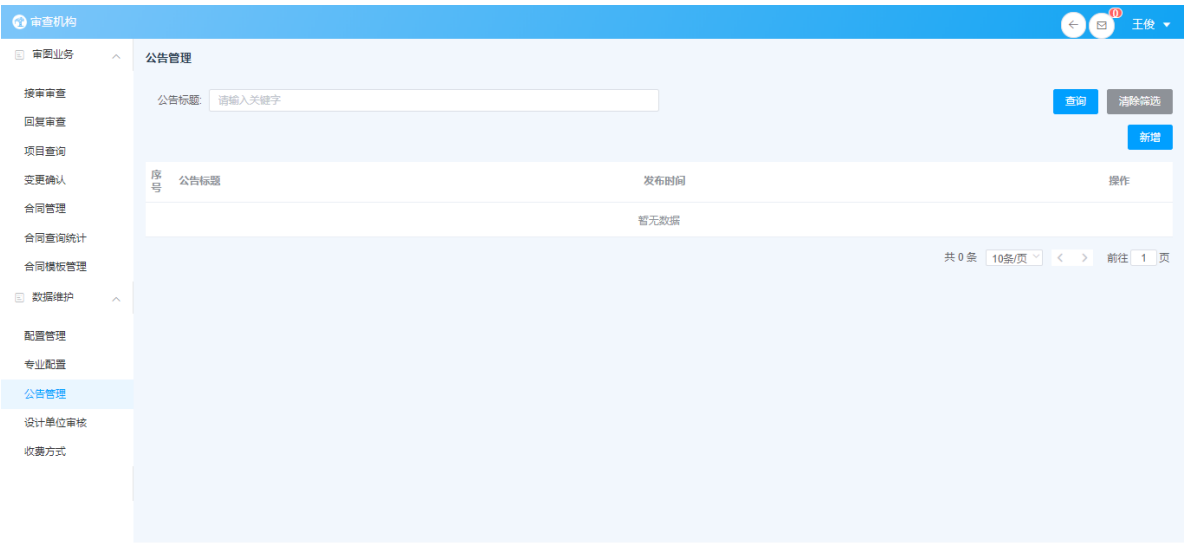 审查机构
0
王俊
审图业务
接审审查
回复审查
项目查询
变更确认
合同管理
合同查询统计
合同模板管理
数据维护
配置管理
专业配置
公告管理
设计单位审核
收费方式
公告管理
公告标题: 请输入关键字
查询 清除筛选
新增
序号 公告标题 发布时间 操作
暂无数据
共 0 条 10条/页 前往 1 页